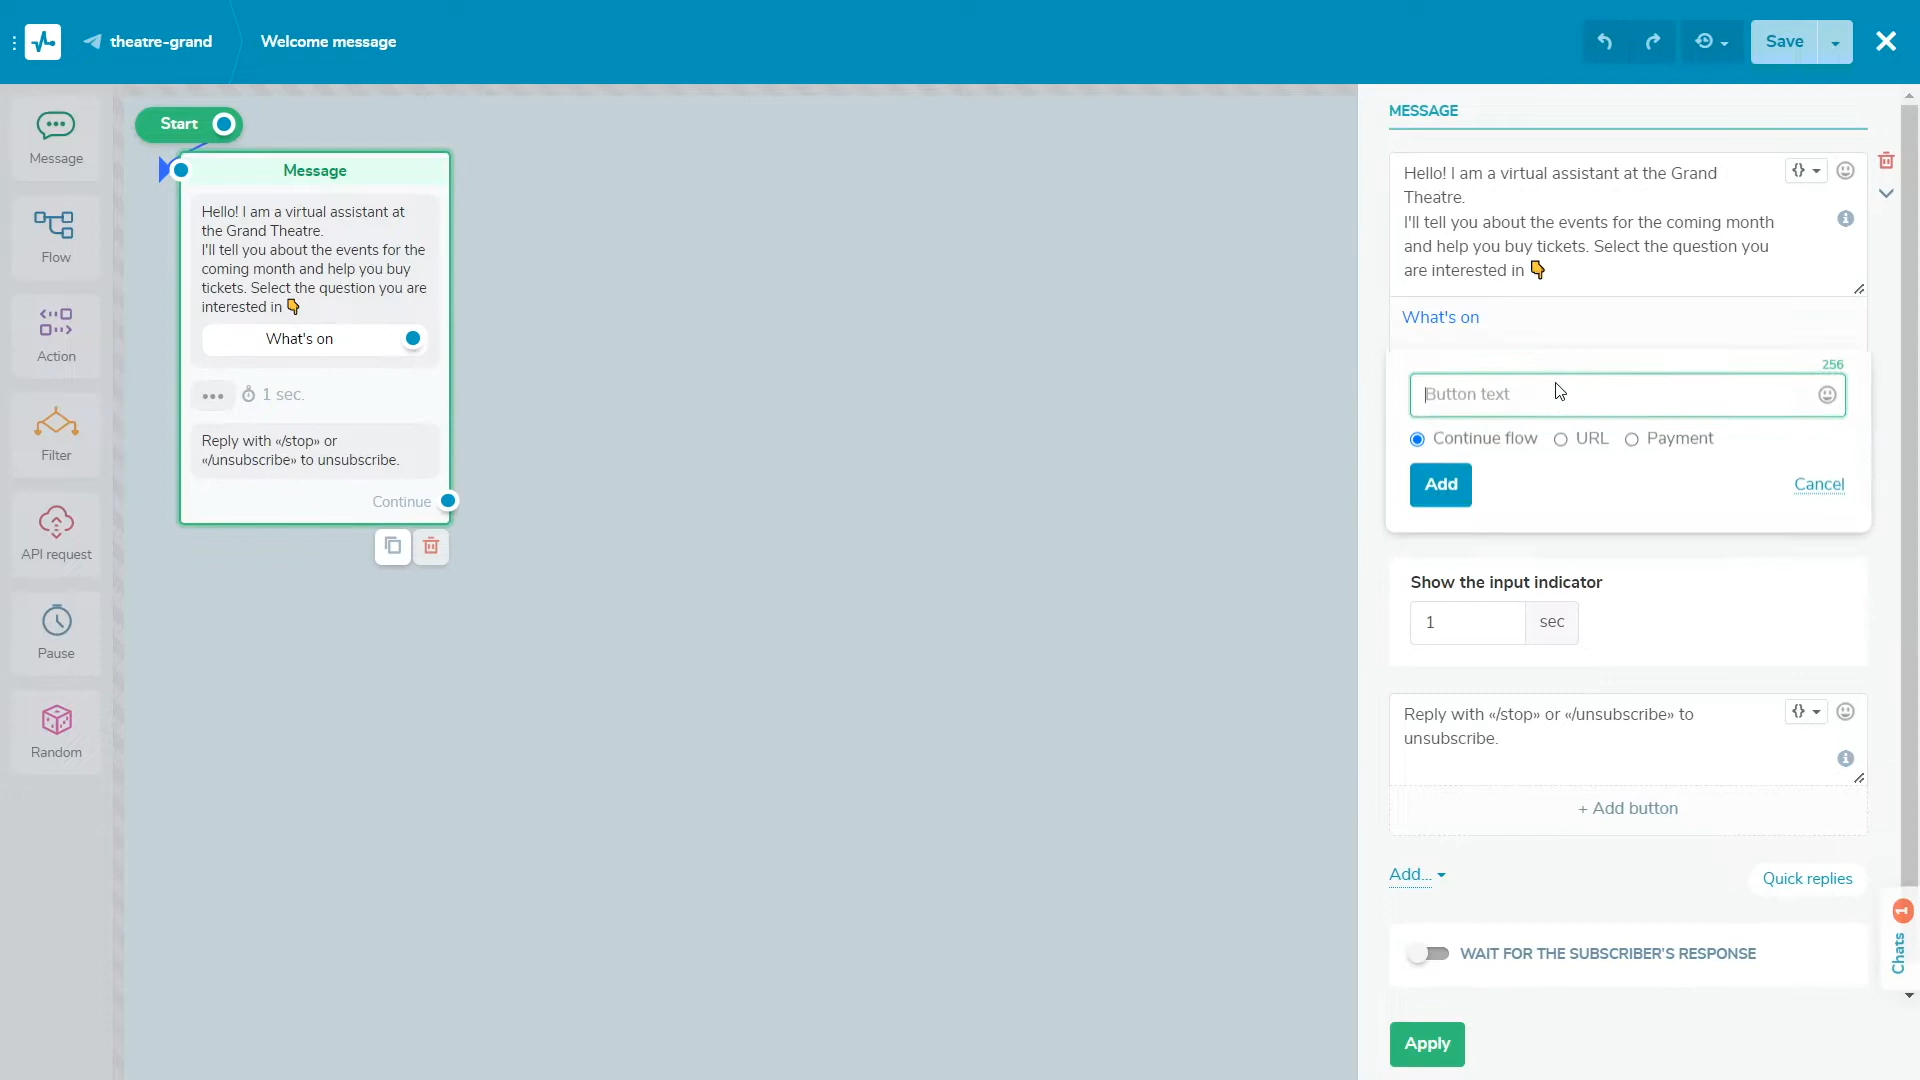 theatre-grand
Welcome message
Save
Message
Flow
Action
Filter
API request
Pause
Random
Start
Message
Hello! I am a virtual assistant at
the Grand Theatre.
I'll tell you about the events for the
coming month and help you buy
tickets. Select the question you are
interested in 👇
What's on
1 sec.
Reply with «/stop» or
«/unsubscribe» to unsubscribe.
Continue
MESSAGE
Hello! I am a virtual assistant at the Grand
Theatre.
I'll tell you about the events for the coming month
and help you buy tickets. Select the question you
are interested in 👇
{}
What's on
256
Button text
Continue flow
URL
Payment
Add
Cancel
Show the input indicator
1
sec
Reply with «/stop» or «/unsubscribe» to
unsubscribe.
{}
+ Add button
Add...
Quick replies
WAIT FOR THE SUBSCRIBER'S RESPONSE
Chats
1
Apply